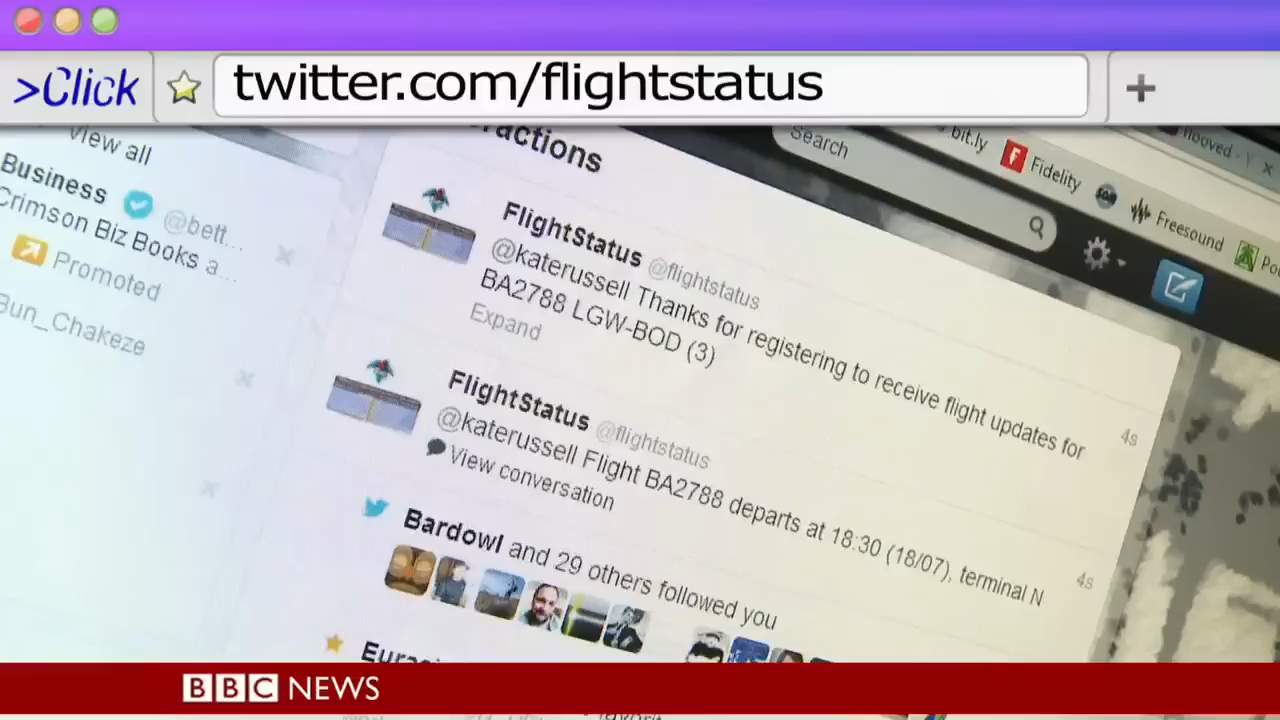 >Click
twitter.com/flightstatus
View all
Business @bett...
Crimson Biz Books a...
Promoted
Bun_Chakeze
Search
bit.ly
Fidelity
Freesound
flooved -
FlightStatus @flightstatus
@katerussell Thanks for registering to receive flight updates for
BA2788 LGW-BOD (3)
4s
Expand
FlightStatus @flightstatus
@katerussell Flight BA2788 departs at 18:30 (18/07), terminal N
4s
View conversation
Bardowl and 29 others followed you
BBC NEWS